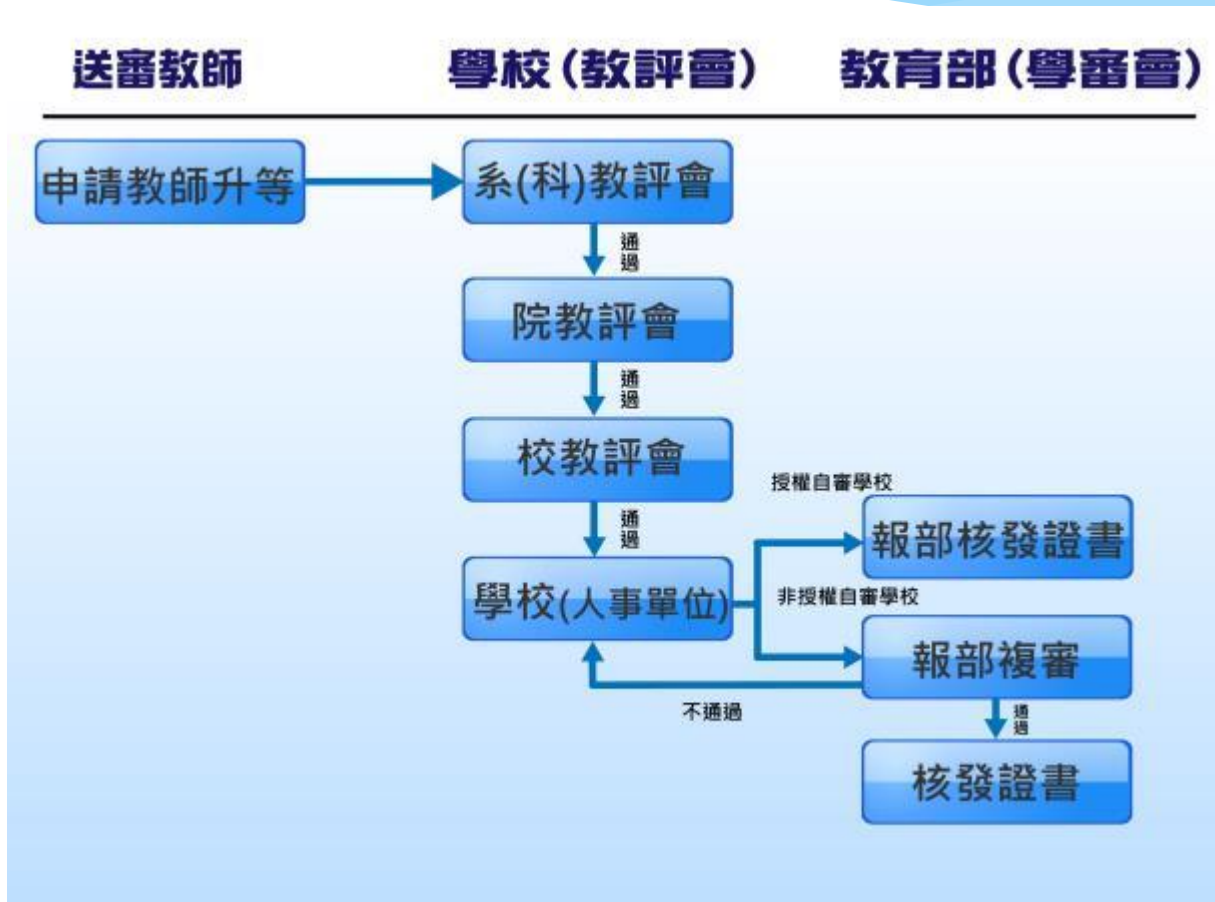 送審教師
學校(教評會)
教育部(學審會)
申請教師升等
系(科)教評會
通過
院教評會
通過
校教評會
通過
授權自審學校
報部核發證書
學校(人事單位)
非授權自審學校
報部複審
不通過
通過
核發證書